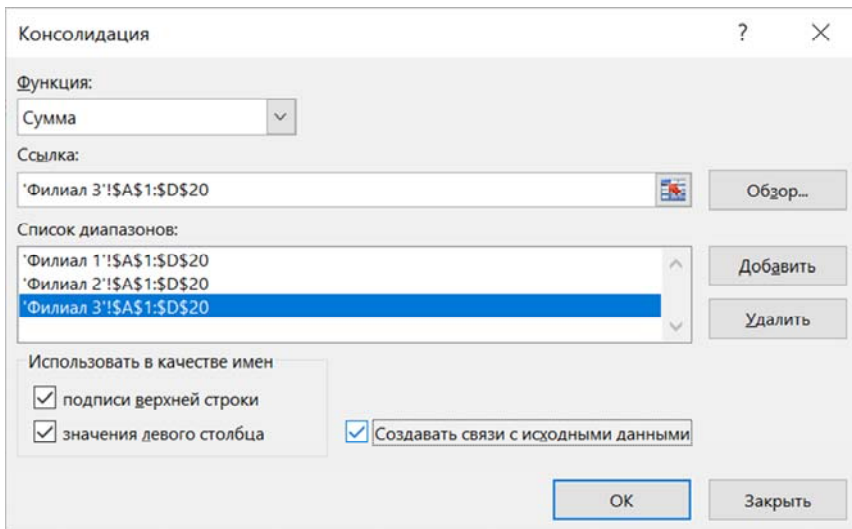 Консолидация
?
Функция:
Сумма
Ссылка:
'Филиал 3'!$A$1:$D$20
Обзор...
Список диапазонов:
'Филиал 1'!$A$1:$D$20
'Филиал 2'!$A$1:$D$20
'Филиал 3'!$A$1:$D$20
Добавить
Удалить
Использовать в качестве имен
подписи верхней строки
значения левого столбца
Создавать связи с исходными данными
ОК
Закрыть